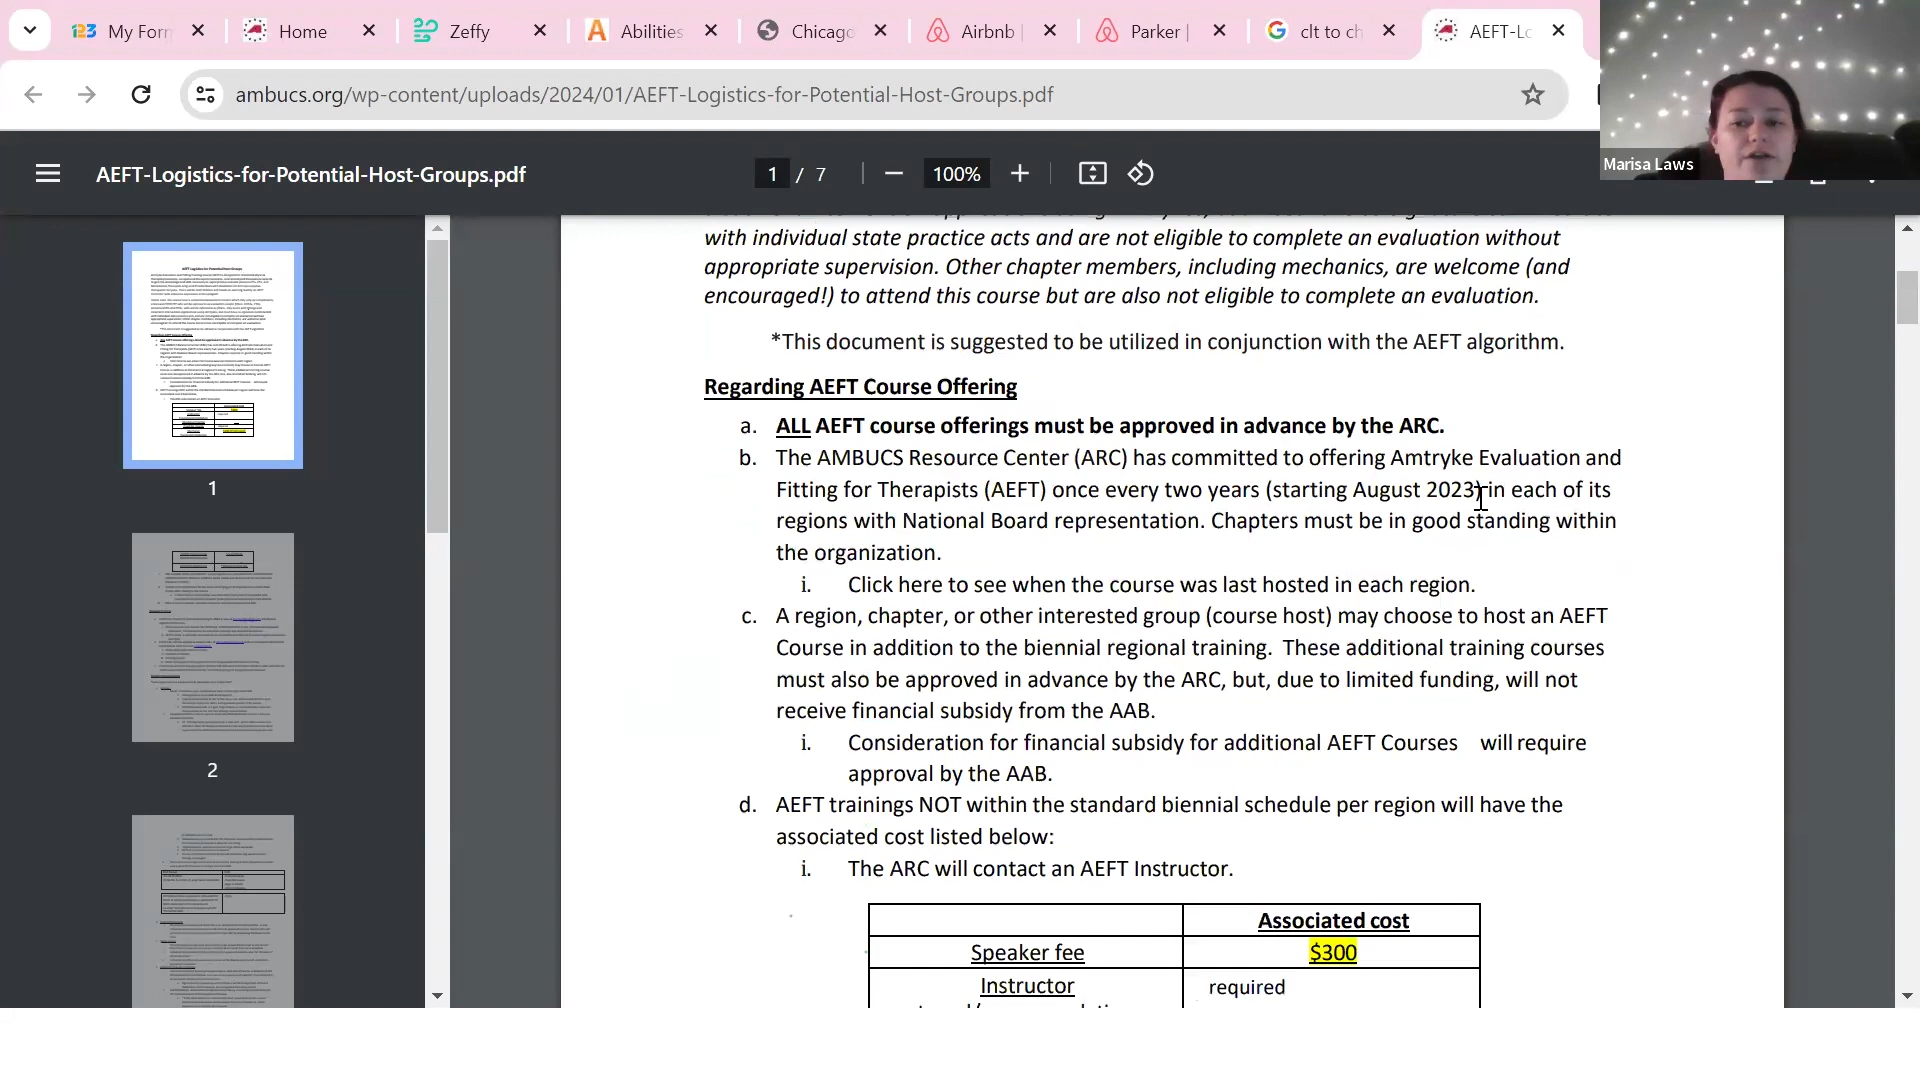 My For
Home
Zeffy
Abilities
Chicago
Airbnb |
Parker |
clt to ch
AEFT-Lo
ambucs.org/wp-content/uploads/2024/01/AEFT-Logistics-for-Potential-Host-Groups.pdf
Marisa Laws
AEFT-Logistics-for-Potential-Host-Groups.pdf
1 / 7
100%
with individual state practice acts and are not eligible to complete an evaluation without
appropriate supervision. Other chapter members, including mechanics, are welcome (and
encouraged!) to attend this course but are also not eligible to complete an evaluation.
*This document is suggested to be utilized in conjunction with the AEFT algorithm.
Regarding AEFT Course Offering
a. ALL AEFT course offerings must be approved in advance by the ARC.
b. The AMBUCS Resource Center (ARC) has committed to offering Amtryke Evaluation and
Fitting for Therapists (AEFT) once every two years (starting August 2023) in each of its
regions with National Board representation. Chapters must be in good standing within
the organization.
i. Click here to see when the course was last hosted in each region.
c. A region, chapter, or other interested group (course host) may choose to host an AEFT
Course in addition to the biennial regional training. These additional training courses
must also be approved in advance by the ARC, but, due to limited funding, will not
receive financial subsidy from the AAB.
i. Consideration for financial subsidy for additional AEFT Courses will require
approval by the AAB.
d. AEFT trainings NOT within the standard biennial schedule per region will have the
associated cost listed below:
i. The ARC will contact an AEFT Instructor.
Associated cost
Speaker fee $300
Instructor required
1
2